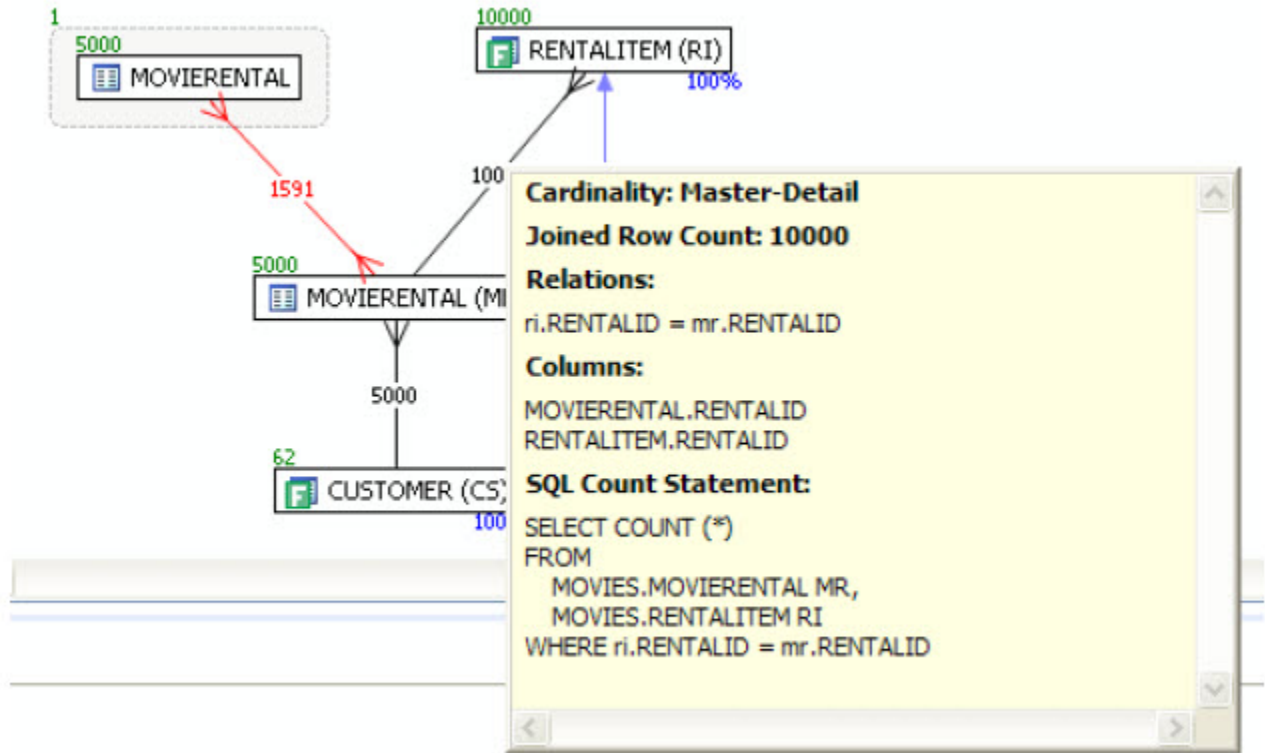 1
5000
MOVIERENTAL
10000
RENTALITEM (RI)
100%
1591
100
5000
MOVIERENTAL (M
5000
62
CUSTOMER (CS)
100
Cardinality: Master-Detail
Joined Row Count: 10000
Relations:
ri.RENTALID = mr.RENTALID
Columns:
MOVIERENTAL.RENTALID
RENTALITEM.RENTALID
SQL Count Statement:
SELECT COUNT (*)
FROM
MOVIES.MOVIERENTAL MR,
MOVIES.RENTALITEM RI
WHERE ri.RENTALID = mr.RENTALID